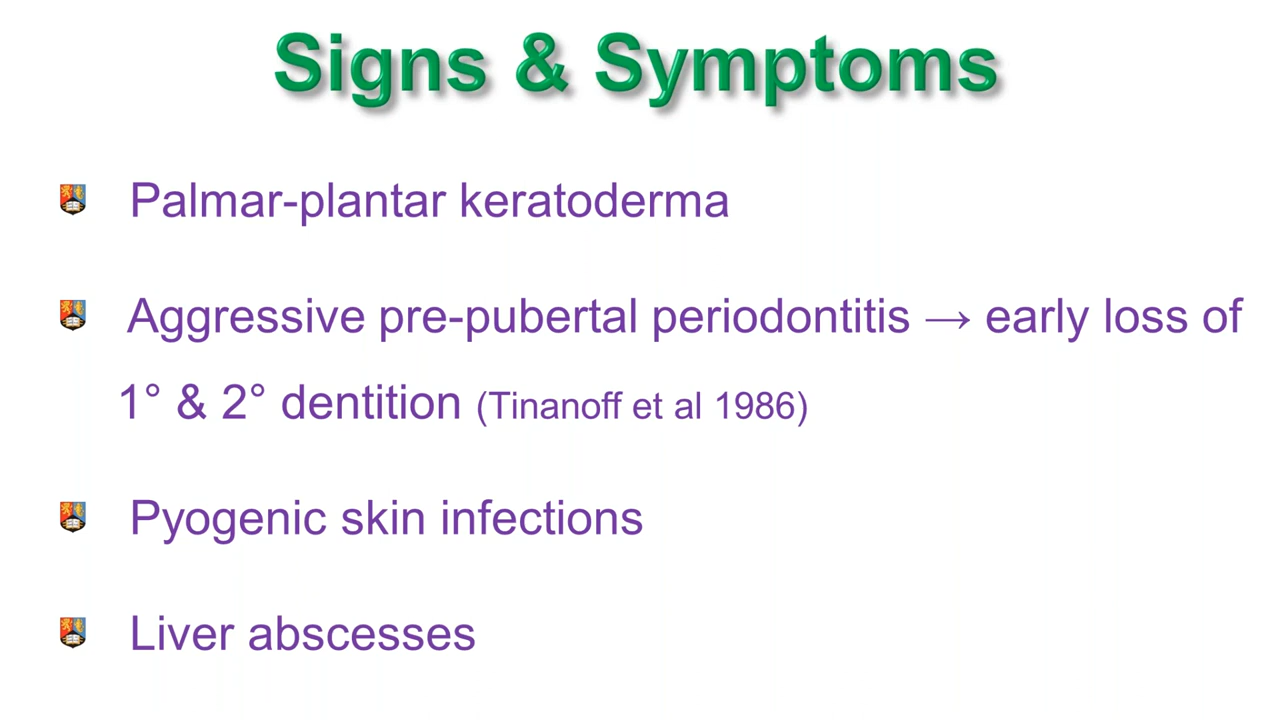 Signs & Symptoms
Palmar-plantar keratoderma
Aggressive pre-pubertal periodontitis → early loss of
1° & 2° dentition (Tinanoff et al 1986)
Pyogenic skin infections
Liver abscesses